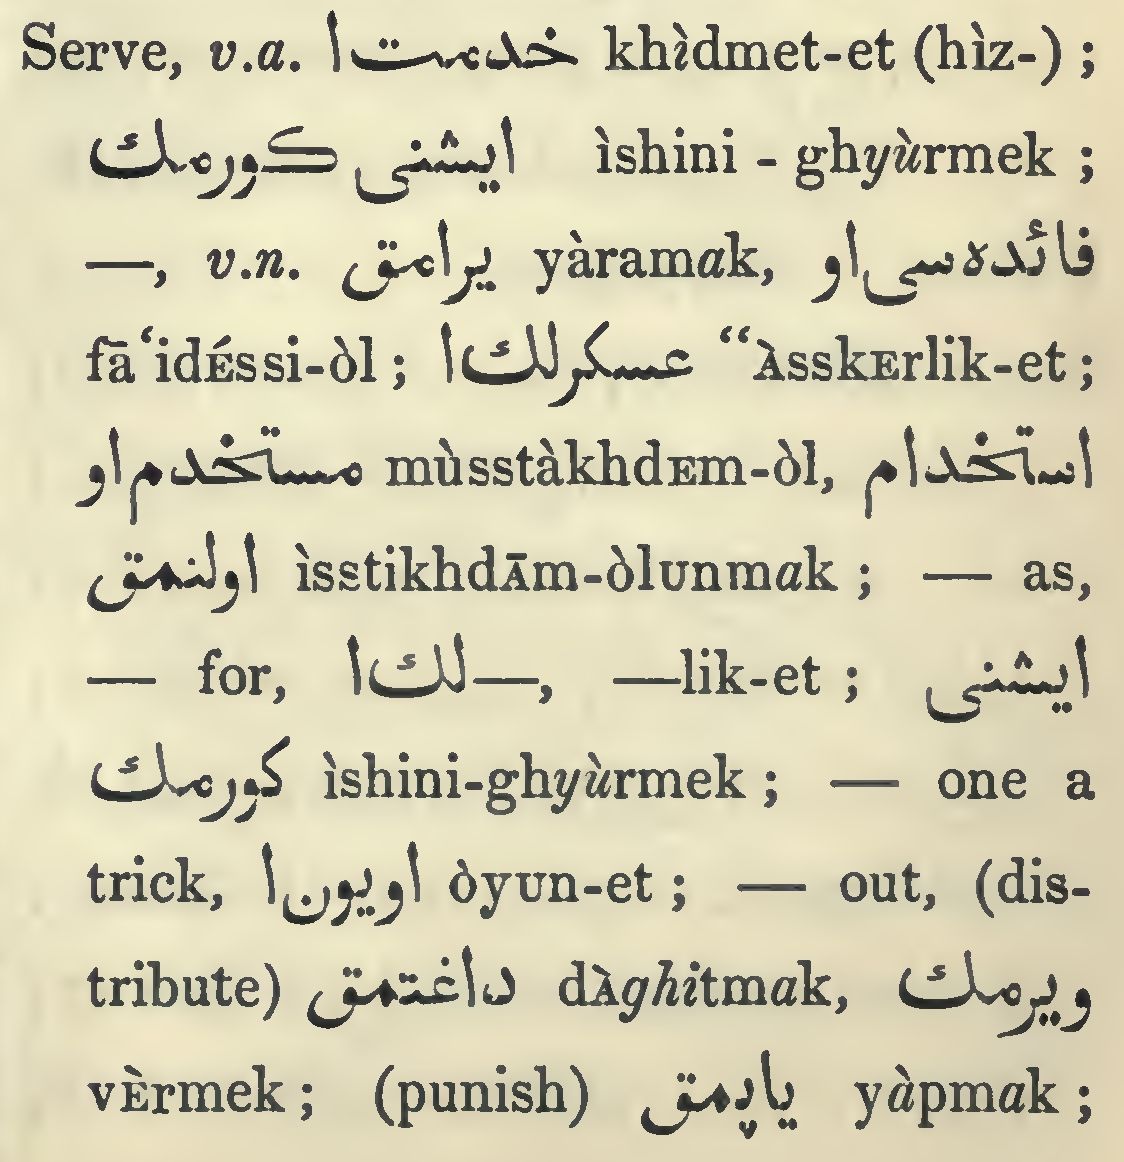 Serve, v.a. خدمت ا khìdmet-et (hìz-) ;
ایشنی کورمك ìshini - ghyùrmek ;
—, v.n. یرامق yàramak, فائده‌سی او
fā‘idÉssi-òl ; عسکرلك ا “ÀsskErlik-et ;
مستخدم او mùsstàkhdEm-òl, استخدام
اولنمق ìsstikhdĀm-òlUnmak ; — as,
— for, —لك ا, —lik-et ; ایشنی
کورمك ìshini-ghyùrmek ; — one a
trick, اویون ا òyUn-et ; — out, (dis-
tribute) داغتمق dÀghitmak, ویرمك
vÈrmek ; (punish) یاپمق yàpmak ;